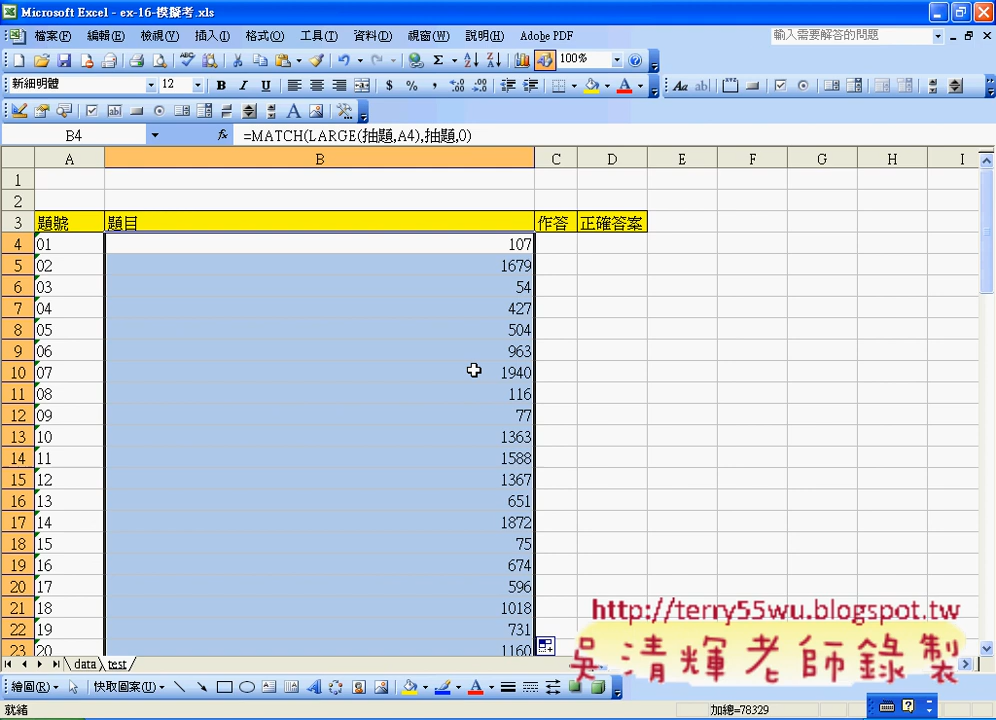 Microsoft Excel - ex-16-模擬考.xls
檔案(F) 編輯(E) 檢視(V) 插入(I) 格式(O) 工具(T) 資料(D) 視窗(W) 說明(H) Adobe PDF 輸入需要解答的問題
100%
新細明體 12 B I U $ % , Aa ab|
B4 fx =MATCH(LARGE(抽題,A4),抽題,0)
A B C D E F G H I
1
2
3 題號 題目 作答 正確答案
4 01 107
5 02 1679
6 03 54
7 04 427
8 05 504
9 06 963
10 07 1940
11 08 116
12 09 77
13 10 1363
14 11 1588
15 12 1367
16 13 651
17 14 1872
18 15 75
19 16 674
20 17 596
21 18 1018
22 19 731
23 20 1160
http://terry55wu.blogspot.tw
吳清輝老師錄製
data test
繪圖(R) 快取圖案(U)
就緒 加總=78329